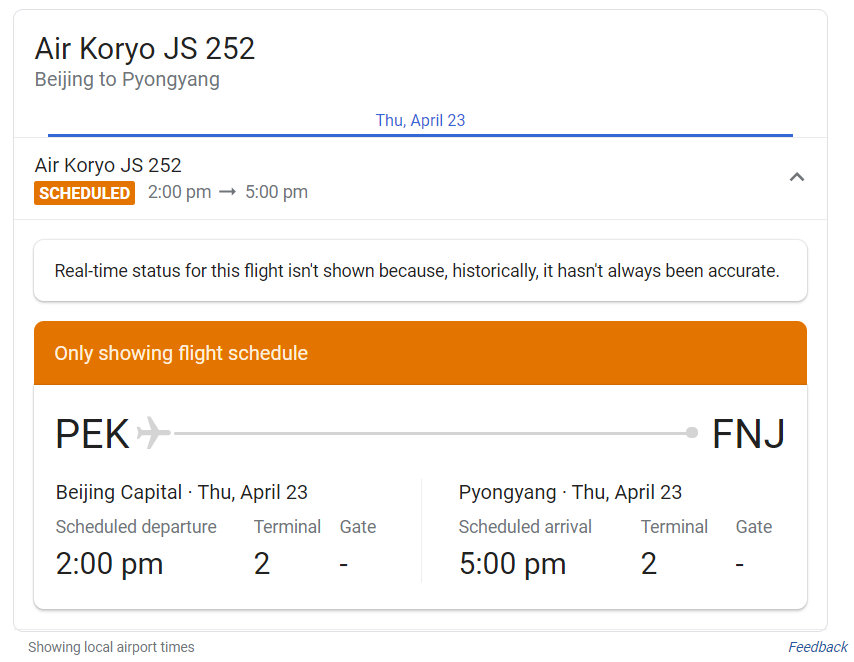 Air Koryo JS 252
Beijing to Pyongyang
Thu, April 23
Air Koryo JS 252
SCHEDULED 2:00 pm → 5:00 pm
Real-time status for this flight isn't shown because, historically, it hasn't always been accurate.
Only showing flight schedule
PEK FNJ
Beijing Capital · Thu, April 23 Pyongyang · Thu, April 23
Scheduled departure Terminal Gate Scheduled arrival Terminal Gate
2:00 pm 2 - 5:00 pm 2 -
Showing local airport times Feedback